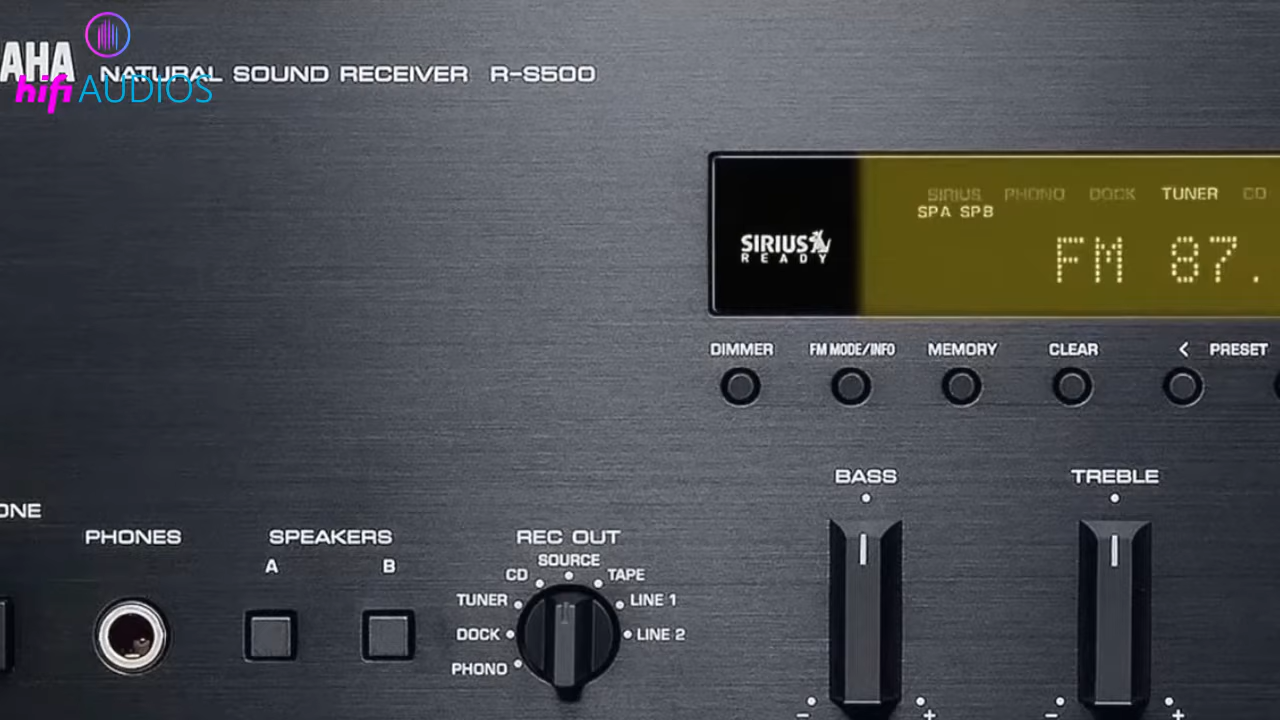 AHA NATURAL SOUND RECEIVER R-S500
hifi AUDIOS
SIRIUS PHONO DOCK TUNER CD
SPA SPB
SIRIUS
READY
FM 87.
DIMMER FM MODE/INFO MEMORY CLEAR < PRESET
BASS TREBLE
ONE
PHONES SPEAKERS REC OUT
A B
SOURCE
CD TAPE
TUNER LINE 1
DOCK LINE 2
PHONO
− + − +